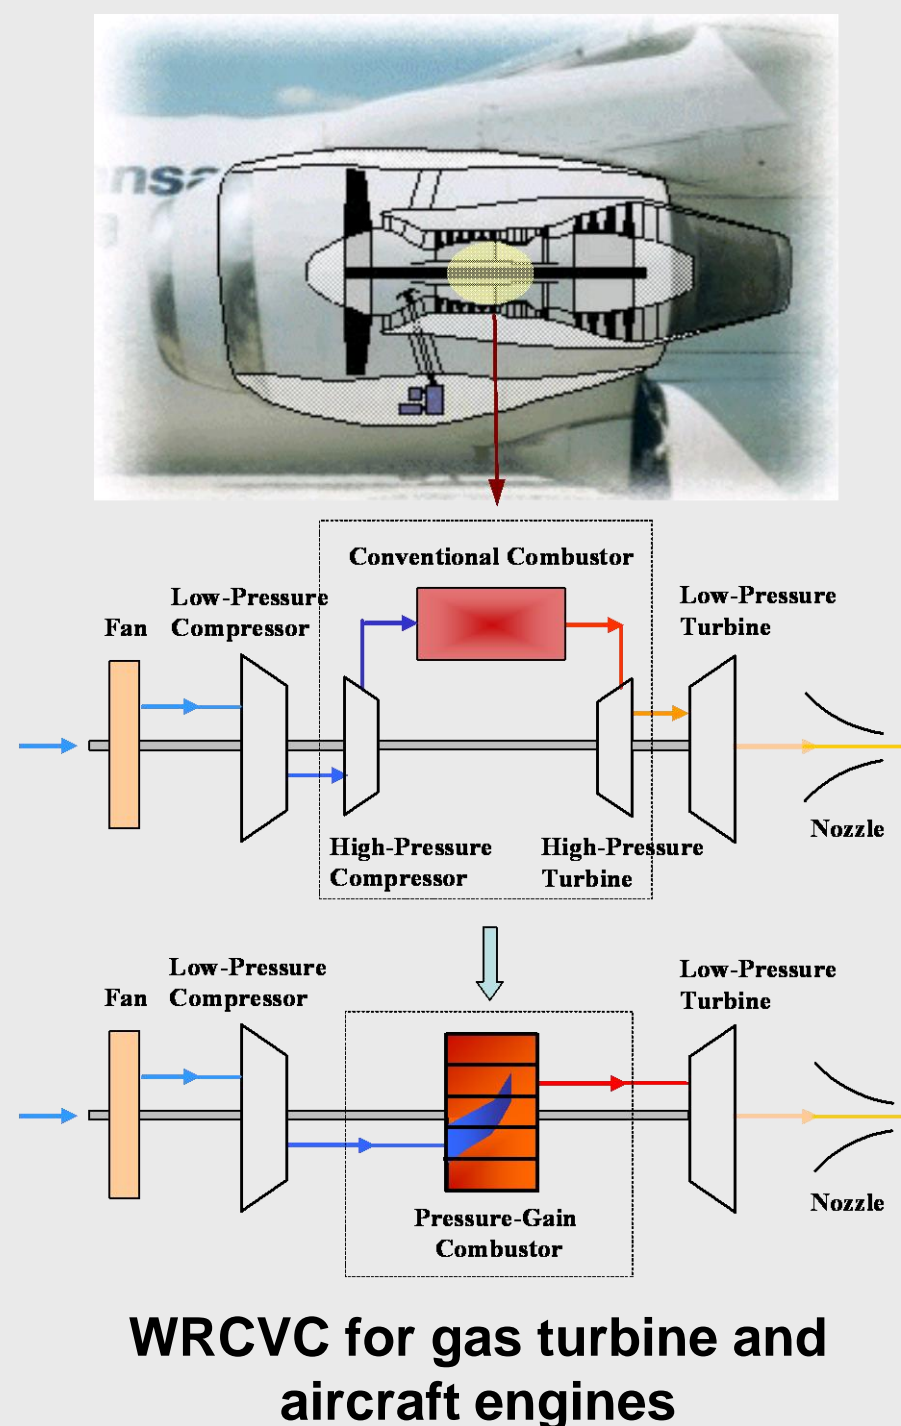 nsa
Conventional Combustor
Low-Pressure
Compressor
Fan
Low-Pressure
Turbine
High-Pressure
Compressor
High-Pressure
Turbine
Nozzle
Low-Pressure
Compressor
Fan
Low-Pressure
Turbine
Pressure-Gain
Combustor
Nozzle
WRCVC for gas turbine and
aircraft engines